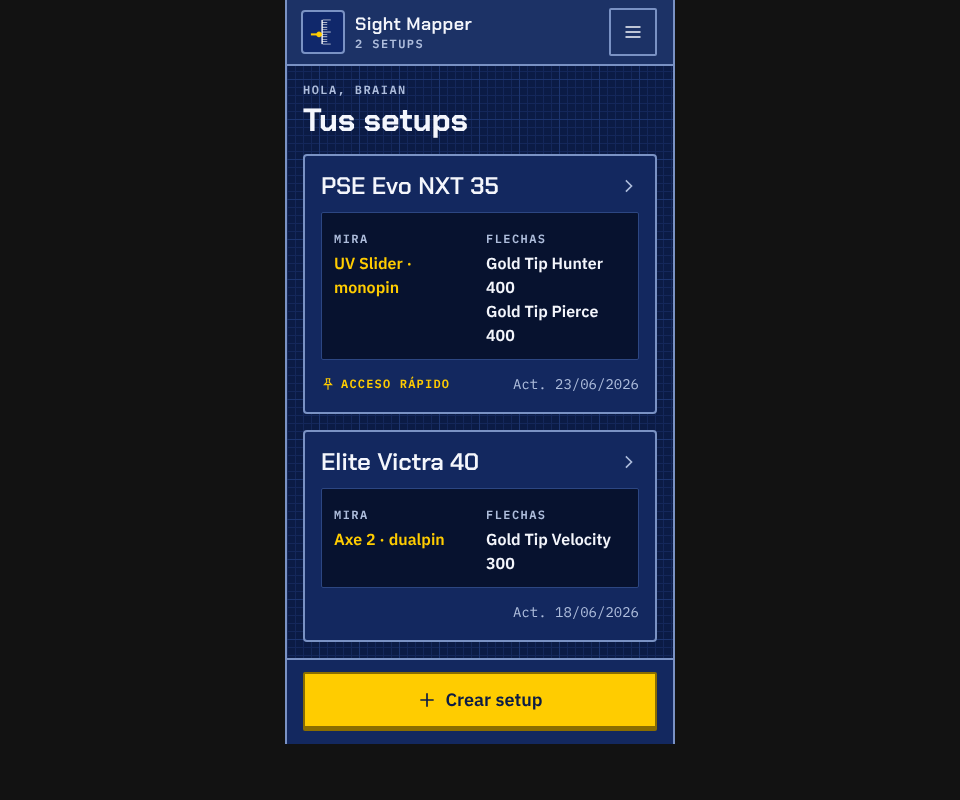 Sight Mapper
2 SETUPS
HOLA, BRAIAN
Tus setups
PSE Evo NXT 35
MIRA
UV Slider ·
monopin
FLECHAS
Gold Tip Hunter
400
Gold Tip Pierce
400
ACCESO RÁPIDO
Act. 23/06/2026
Elite Victra 40
MIRA
Axe 2 · dualpin
FLECHAS
Gold Tip Velocity
300
Act. 18/06/2026
Crear setup